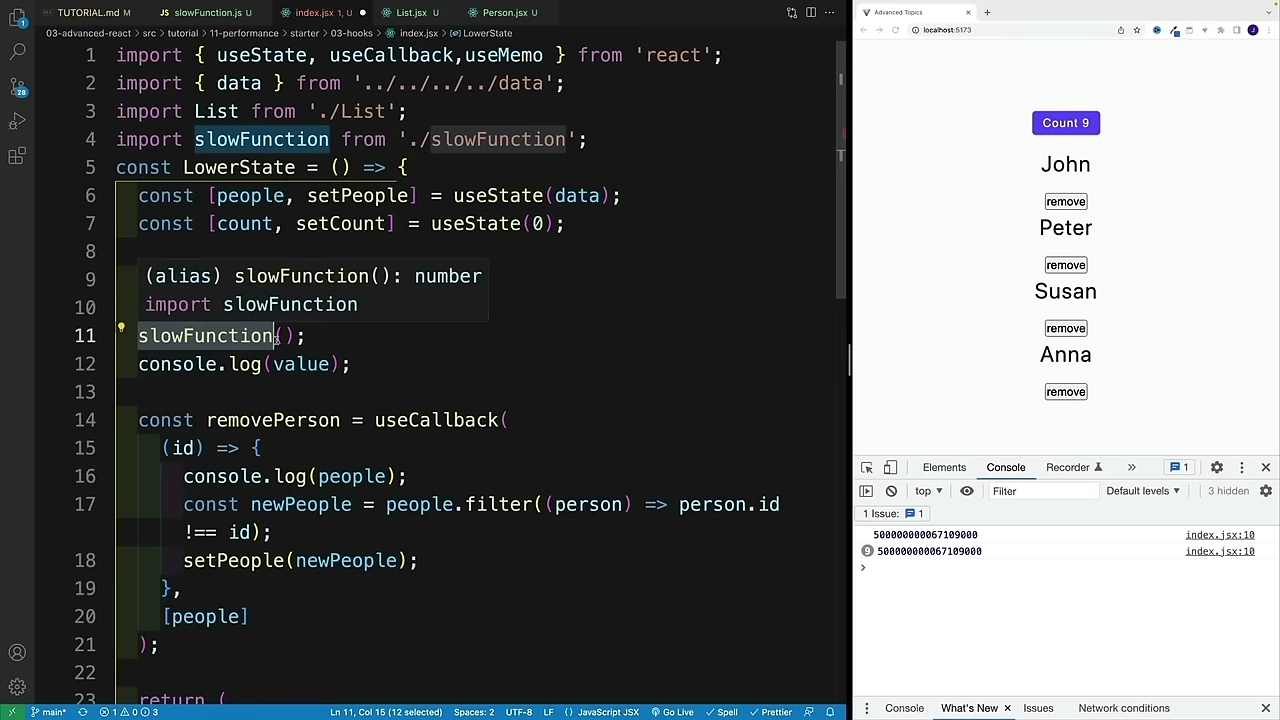 TUTORIAL.md M
slowFunction.js U
index.jsx 1, U
List.jsx U
Person.jsx U
03-advanced-react > src > tutorial > 11-performance > starter > 03-hooks > index.jsx > LowerState
1 import { useState, useCallback,useMemo } from 'react';
2 import { data } from '../../../../data';
3 import List from './List';
4 import slowFunction from './slowFunction';
5 const LowerState = () => {
6 const [people, setPeople] = useState(data);
7 const [count, setCount] = useState(0);
8
9 (alias) slowFunction(): number
10 import slowFunction
11 slowFunction();
12 console.log(value);
13
14 const removePerson = useCallback(
15 (id) => {
16 console.log(people);
17 const newPeople = people.filter((person) => person.id
!== id);
18 setPeople(newPeople);
19 },
20 [people]
21 );
22
23 return (
1
28
main* 1 0 3 Ln 11, Col 15 (12 selected) Spaces: 2 UTF-8 LF () JavaScript JSX Go Live Spell Prettier
Advanced Topics
localhost:5173
J
Count 9
John
remove
Peter
remove
Susan
remove
Anna
remove
Elements Console Recorder » 1
top Filter Default levels 3 hidden
1 Issue: 1
500000000067109000 index.jsx:10
9 500000000067109000 index.jsx:10
>
Console What's New Issues Network conditions